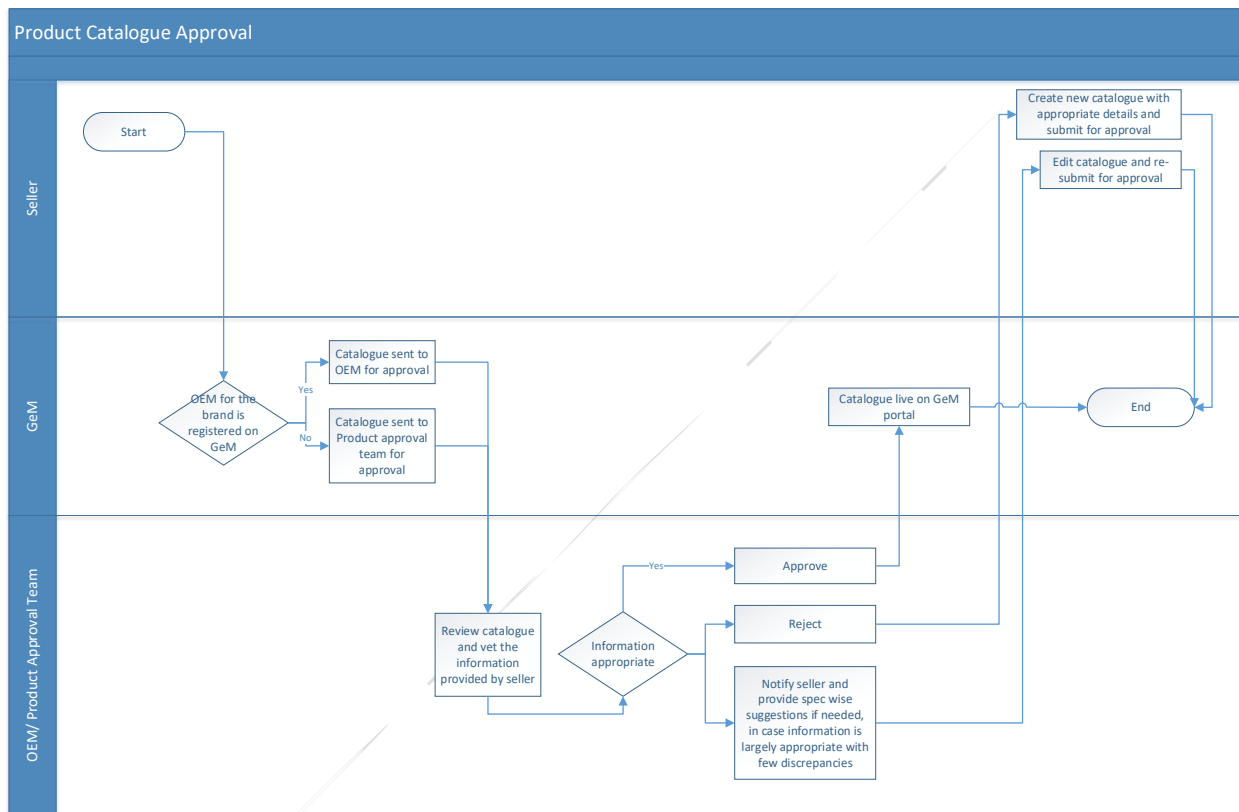 Product Catalogue Approval
Seller
Start
Create new catalogue with
appropriate details and
submit for approval
Edit catalogue and re-
submit for approval
GeM
OEM for the
brand is
registered on
GeM
Yes
No
Catalogue sent to
OEM for approval
Catalogue sent to
Product approval
team for
approval
Catalogue live on GeM
portal
End
OEM/ Product Approval Team
Review catalogue
and vet the
information
provided by seller
Information
appropriate
Yes
Approve
Reject
Notify seller and
provide spec wise
suggestions if needed,
in case information is
largely appropriate with
few discrepancies